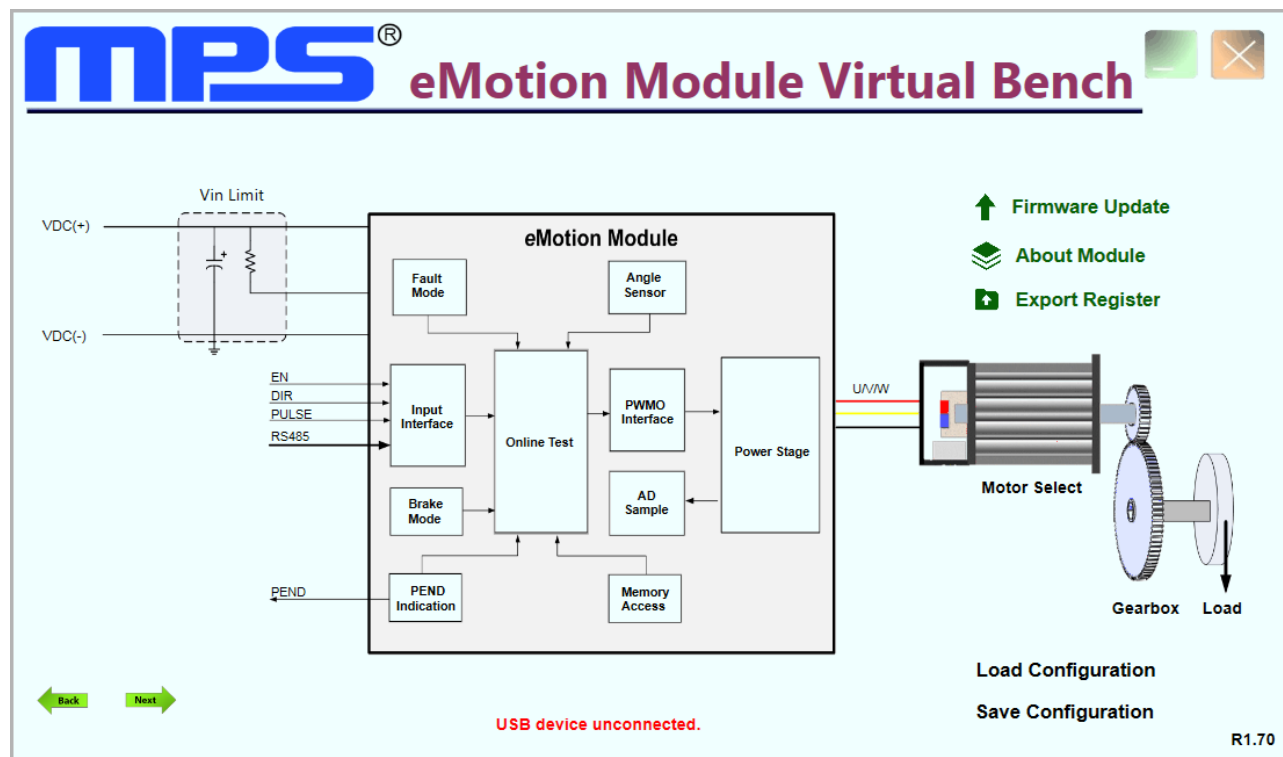 MPS®
eMotion Module Virtual Bench
Vin Limit
VDC(+)
+
VDC(-)
eMotion Module
Fault
Mode
Angle
Sensor
Firmware Update
About Module
Export Register
EN
DIR
PULSE
RS485
Input
Interface
Online Test
PWMO
Interface
Power Stage
U/V/W
Motor Select
Brake
Mode
AD
Sample
PEND
PEND
Indication
Memory
Access
Gearbox
Load
Load Configuration
Save Configuration
Back
Next
USB device unconnected.
R1.70